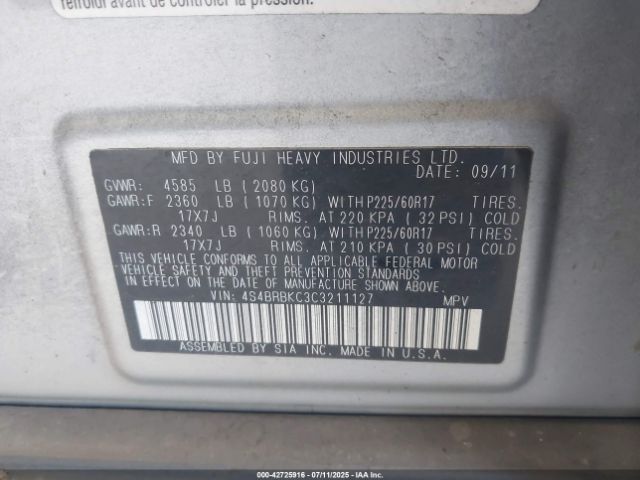 refroidi avant de contrôler la pression.
MFD BY FUJI HEAVY INDUSTRIES LTD.
DATE: 09/11
GVWR: 4585 LB (2080 KG)
GAWR:F 2360 LB (1070 KG) WITH P225/60R17 TIRES.
17X7J RIMS. AT 220 KPA (32 PSI) COLD
GAWR:R 2340 LB (1060 KG) WITH P225/60R17 TIRES.
17X7J RIMS. AT 210 KPA (30 PSI) COLD
THIS VEHICLE CONFORMS TO ALL APPLICABLE FEDERAL MOTOR
VEHICLE SAFETY AND THEFT PREVENTION STANDARDS
IN EFFECT ON THE DATE OF MANUFACTURE SHOWN ABOVE.
VIN: 4S4BRBKC3C3211127 MPV
ASSEMBLED BY SIA INC. MADE IN U.S.A.
000-42725916 - 07/11/2025 - IAAI.com